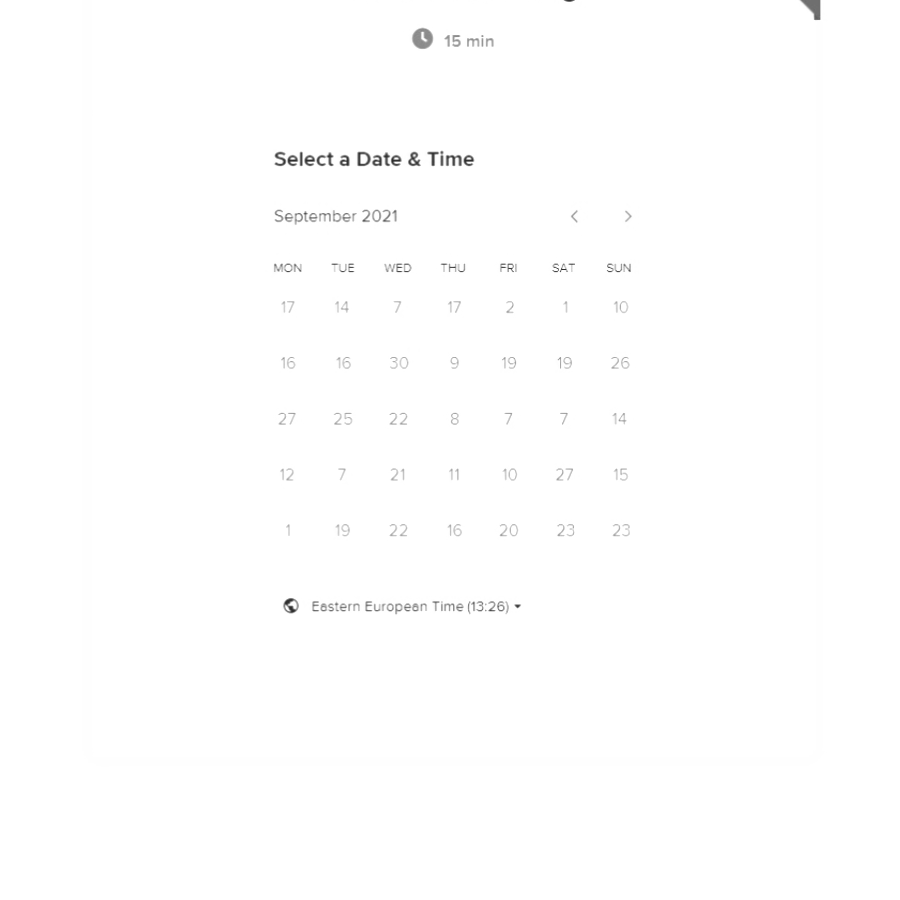 15 min
Select a Date & Time
September 2021
MON TUE WED THU FRI SAT SUN
17 14 7 17 2 1 10
16 16 30 9 19 19 26
27 25 22 8 7 7 14
12 7 21 11 10 27 15
1 19 22 16 20 23 23
Eastern European Time (13:26)